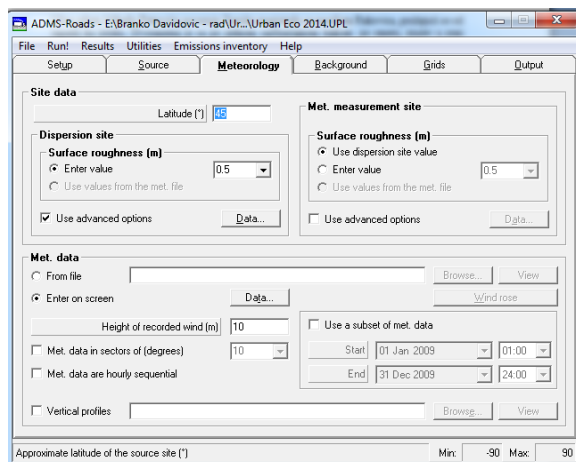 ADMS-Roads - E:\Branko Davidovic - rad\Ur...\Urban Eco 2014.UPL
File Run! Results Utilities Emissions inventory Help
Setup Source Meteorology Background Grids Output
Site data
Latitude (°) 45
Dispersion site
Surface roughness (m)
Enter value 0.5
Use values from the met. file
Use advanced options Data...
Met. measurement site
Surface roughness (m)
Use dispersion site value
Enter value 0.5
Use values from the met. file
Use advanced options Data...
Met. data
From file Browse... View
Enter on screen Data... Wind rose
Height of recorded wind (m) 10
Met. data in sectors of (degrees) 10
Met. data are hourly sequential
Use a subset of met. data
Start 01 Jan 2009 01:00
End 31 Dec 2009 24:00
Vertical profiles Browse... View
Approximate latitude of the source site (°) Min: -90 Max: 90